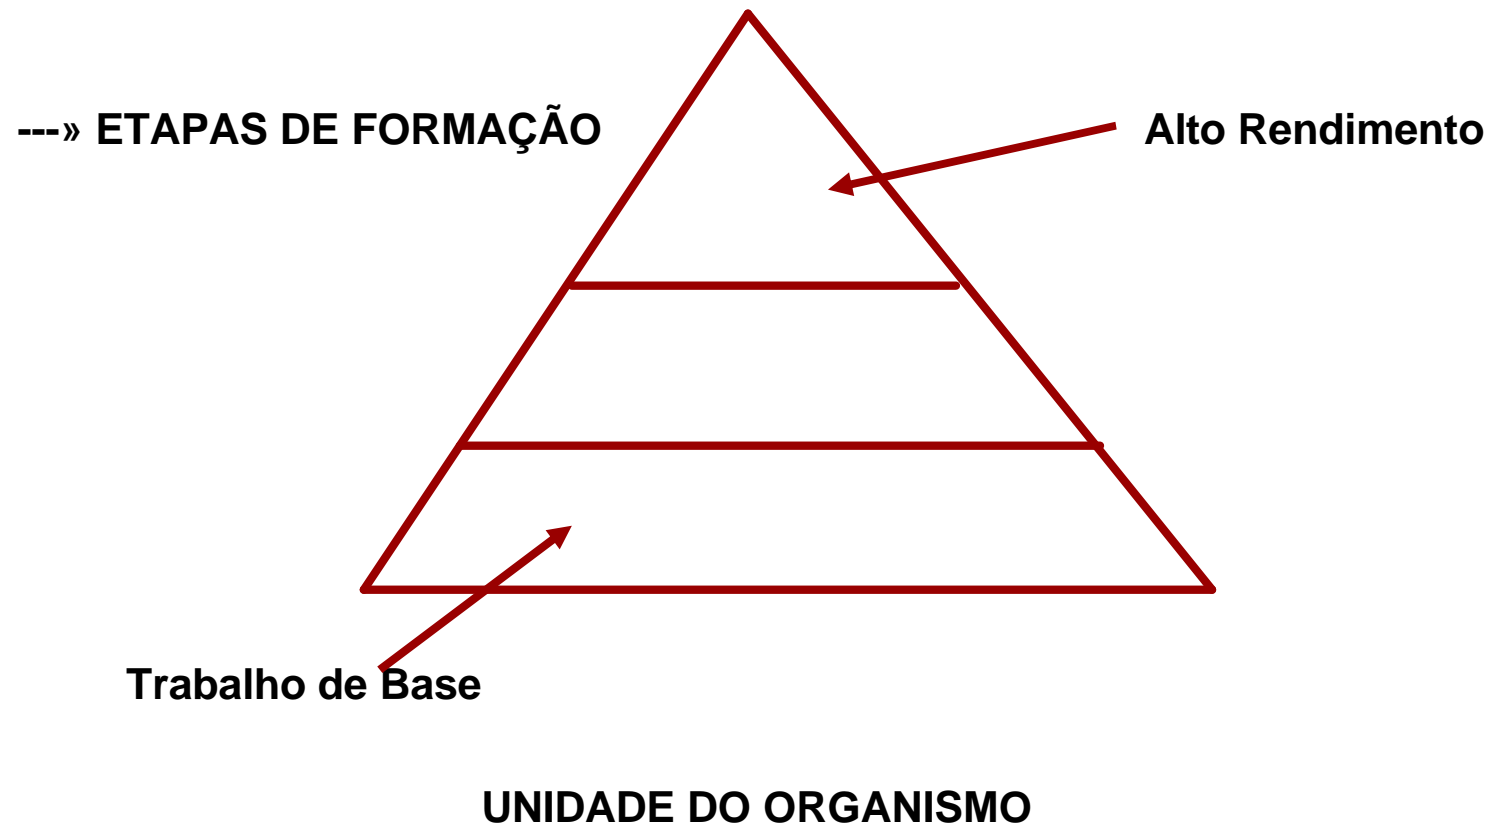 ---» ETAPAS DE FORMAÇÃO
Alto Rendimento
Trabalho de Base
UNIDADE DO ORGANISMO